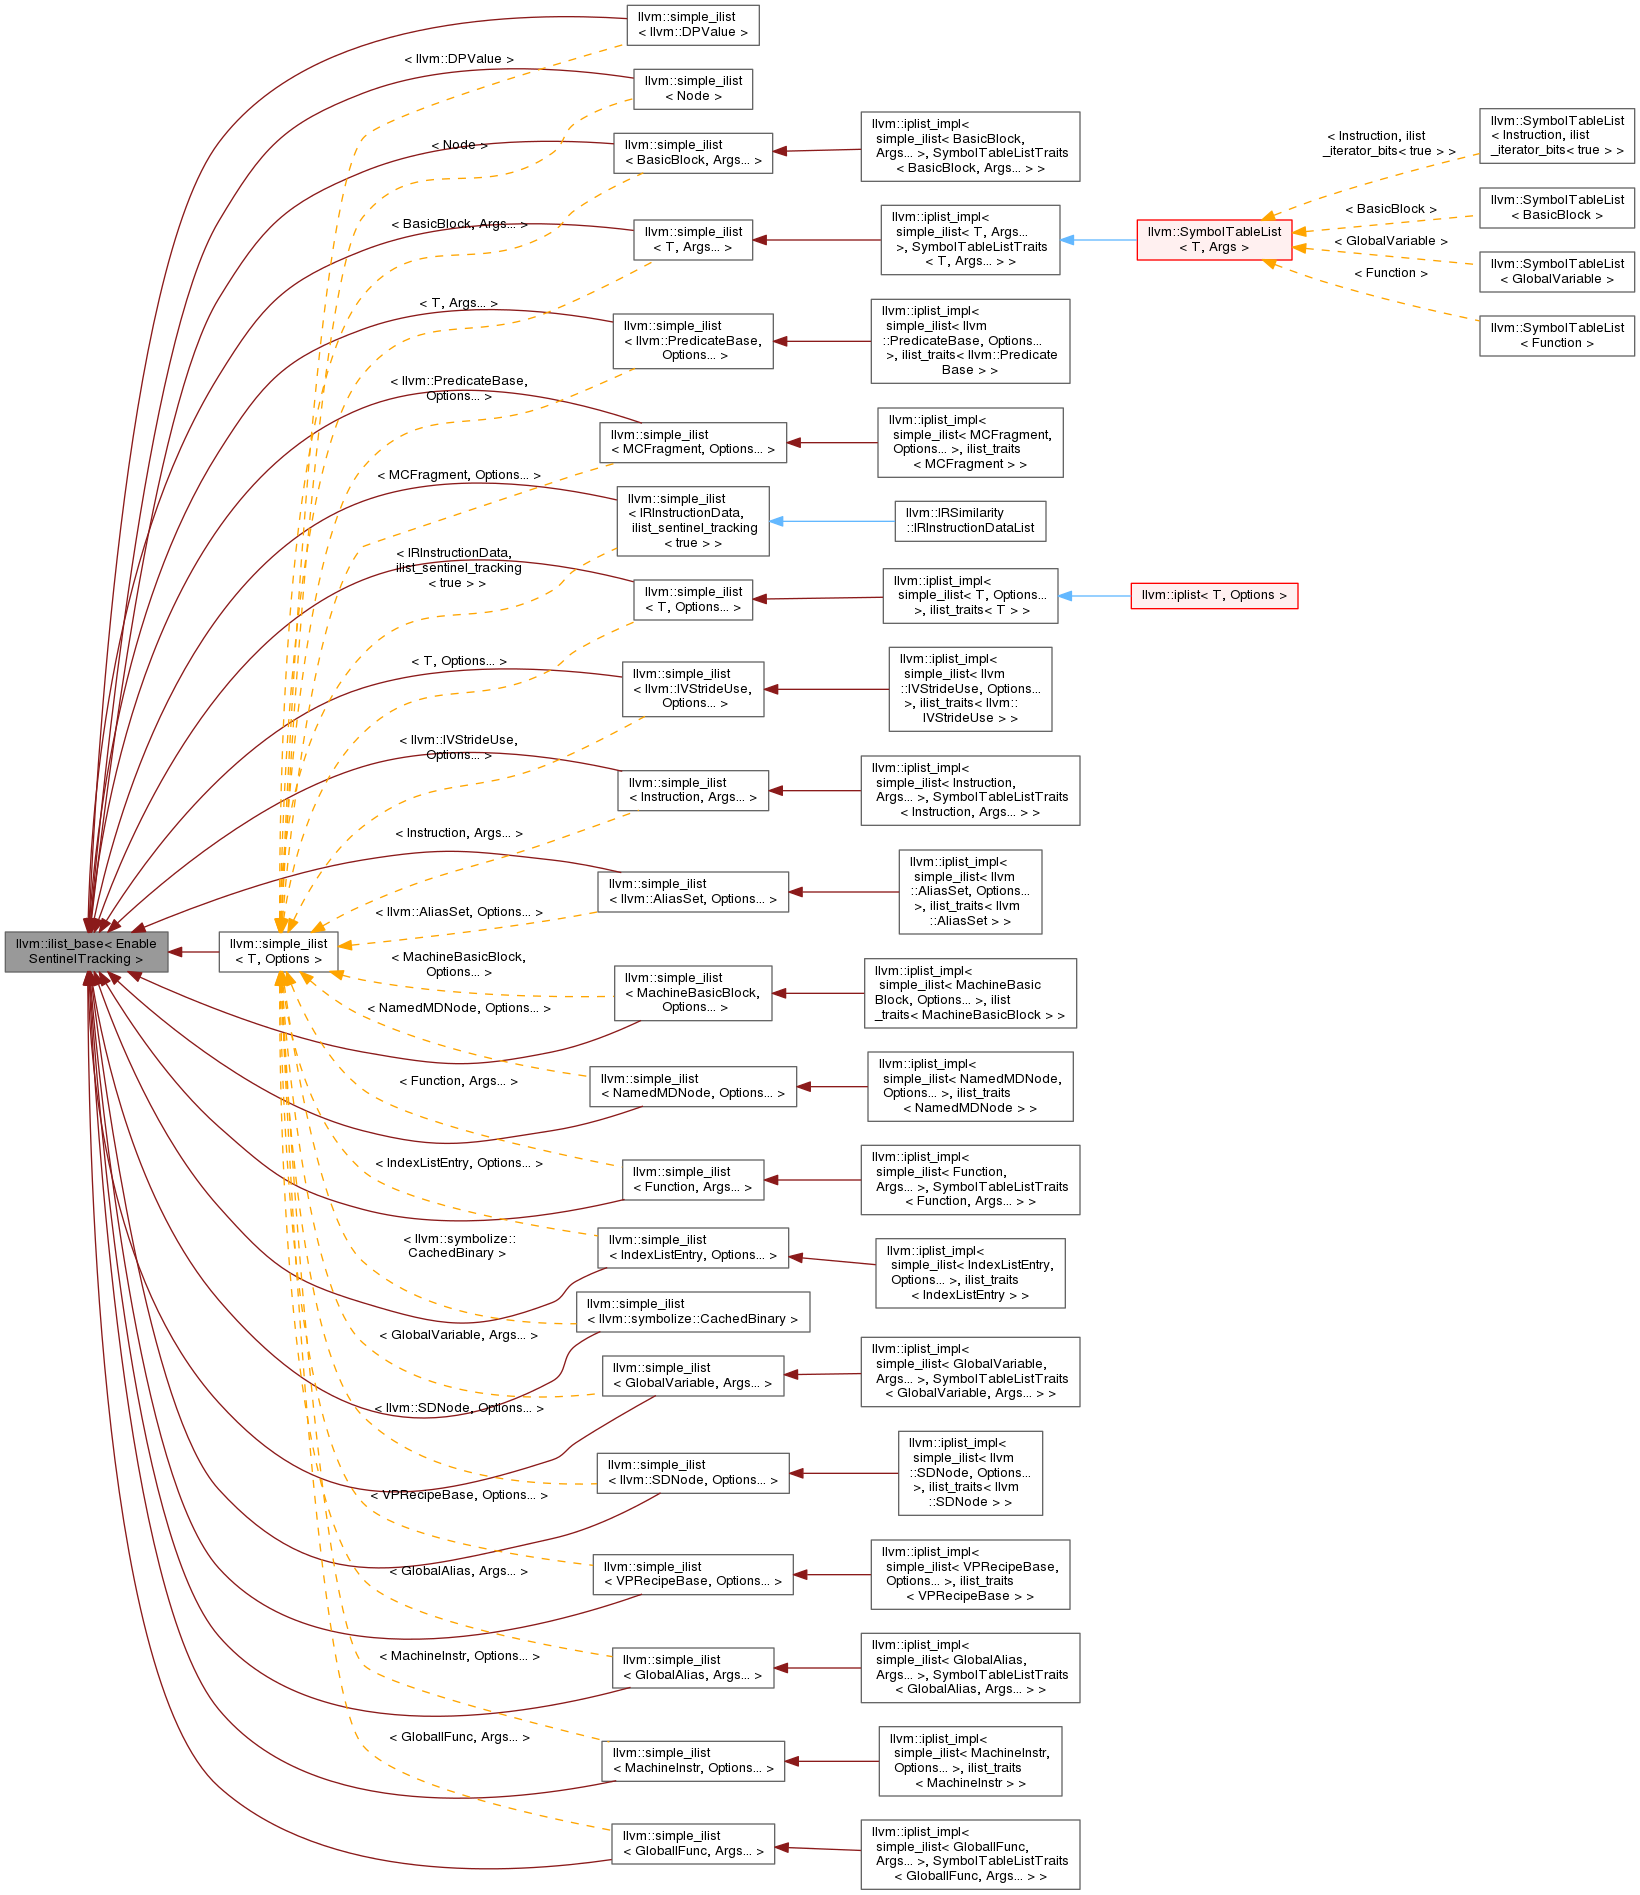 llvm::ilist_base< Enable
SentinelTracking >
llvm::simple_ilist
< T, Options >
< llvm::DPValue >
< Node >
< BasicBlock, Args... >
< T, Args... >
< llvm::PredicateBase,
Options... >
< MCFragment, Options... >
< IRInstructionData,
ilist_sentinel_tracking
< true > >
< T, Options... >
< llvm::IVStrideUse,
Options... >
< Instruction, Args... >
< llvm::AliasSet, Options... >
< MachineBasicBlock,
Options... >
< NamedMDNode, Options... >
< Function, Args... >
< IndexListEntry, Options... >
< llvm::symbolize::
CachedBinary >
< GlobalVariable, Args... >
< llvm::SDNode, Options... >
< VPRecipeBase, Options... >
< GlobalAlias, Args... >
< MachineInstr, Options... >
< GlobalIFunc, Args... >
llvm::simple_ilist
< llvm::DPValue >
llvm::simple_ilist
< Node >
llvm::simple_ilist
< BasicBlock, Args... >
llvm::simple_ilist
< T, Args... >
llvm::simple_ilist
< llvm::PredicateBase,
Options... >
llvm::simple_ilist
< MCFragment, Options... >
llvm::simple_ilist
< IRInstructionData,
ilist_sentinel_tracking
< true > >
llvm::simple_ilist
< T, Options... >
llvm::simple_ilist
< llvm::IVStrideUse,
Options... >
llvm::simple_ilist
< Instruction, Args... >
llvm::simple_ilist
< llvm::AliasSet, Options... >
llvm::simple_ilist
< MachineBasicBlock,
Options... >
llvm::simple_ilist
< NamedMDNode, Options... >
llvm::simple_ilist
< Function, Args... >
llvm::simple_ilist
< IndexListEntry, Options... >
llvm::simple_ilist
< llvm::symbolize::CachedBinary >
llvm::simple_ilist
< GlobalVariable, Args... >
llvm::simple_ilist
< llvm::SDNode, Options... >
llvm::simple_ilist
< VPRecipeBase, Options... >
llvm::simple_ilist
< GlobalAlias, Args... >
llvm::simple_ilist
< MachineInstr, Options... >
llvm::simple_ilist
< GlobalIFunc, Args... >
llvm::iplist_impl<
simple_ilist< BasicBlock,
Args... >, SymbolTableListTraits
< BasicBlock, Args... > >
llvm::iplist_impl<
simple_ilist< T, Args...
>, SymbolTableListTraits
< T, Args... > >
llvm::iplist_impl<
simple_ilist< llvm
::PredicateBase, Options...
>, ilist_traits< llvm::Predicate
Base > >
llvm::iplist_impl<
simple_ilist< MCFragment,
Options... >, ilist_traits
< MCFragment > >
llvm::IRSimilarity
::IRInstructionDataList
llvm::iplist_impl<
simple_ilist< T, Options...
>, ilist_traits< T > >
llvm::iplist_impl<
simple_ilist< llvm
::IVStrideUse, Options...
>, ilist_traits< llvm::
IVStrideUse > >
llvm::iplist_impl<
simple_ilist< Instruction,
Args... >, SymbolTableListTraits
< Instruction, Args... > >
llvm::iplist_impl<
simple_ilist< llvm
::AliasSet, Options...
>, ilist_traits< llvm
::AliasSet > >
llvm::iplist_impl<
simple_ilist< MachineBasic
Block, Options... >, ilist
_traits< MachineBasicBlock > >
llvm::iplist_impl<
simple_ilist< NamedMDNode,
Options... >, ilist_traits
< NamedMDNode > >
llvm::iplist_impl<
simple_ilist< Function,
Args... >, SymbolTableListTraits
< Function, Args... > >
llvm::iplist_impl<
simple_ilist< IndexListEntry,
Options... >, ilist_traits
< IndexListEntry > >
llvm::iplist_impl<
simple_ilist< GlobalVariable,
Args... >, SymbolTableListTraits
< GlobalVariable, Args... > >
llvm::iplist_impl<
simple_ilist< llvm
::SDNode, Options...
>, ilist_traits< llvm
::SDNode > >
llvm::iplist_impl<
simple_ilist< VPRecipeBase,
Options... >, ilist_traits
< VPRecipeBase > >
llvm::iplist_impl<
simple_ilist< GlobalAlias,
Args... >, SymbolTableListTraits
< GlobalAlias, Args... > >
llvm::iplist_impl<
simple_ilist< MachineInstr,
Options... >, ilist_traits
< MachineInstr > >
llvm::iplist_impl<
simple_ilist< GlobalIFunc,
Args... >, SymbolTableListTraits
< GlobalIFunc, Args... > >
llvm::SymbolTableList
< T, Args >
llvm::iplist< T, Options >
< Instruction, ilist
_iterator_bits< true > >
< BasicBlock >
< GlobalVariable >
< Function >
llvm::SymbolTableList
< Instruction, ilist
_iterator_bits< true > >
llvm::SymbolTableList
< BasicBlock >
llvm::SymbolTableList
< GlobalVariable >
llvm::SymbolTableList
< Function >